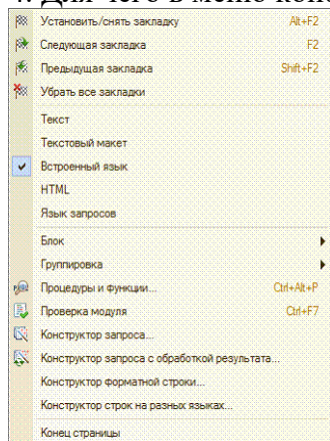 4. Для чего в меню кон
Установить/снять закладку Alt+F2
Следующая закладка F2
Предыдущая закладка Shift+F2
Убрать все закладки
Текст
Текстовый макет
Встроенный язык
HTML
Язык запросов
Блок
Группировка
Процедуры и функции... Ctrl+Alt+P
Проверка модуля Ctrl+F7
Конструктор запроса...
Конструктор запроса с обработкой результата...
Конструктор форматной строки...
Конструктор строк на разных языках...
Конец страницы